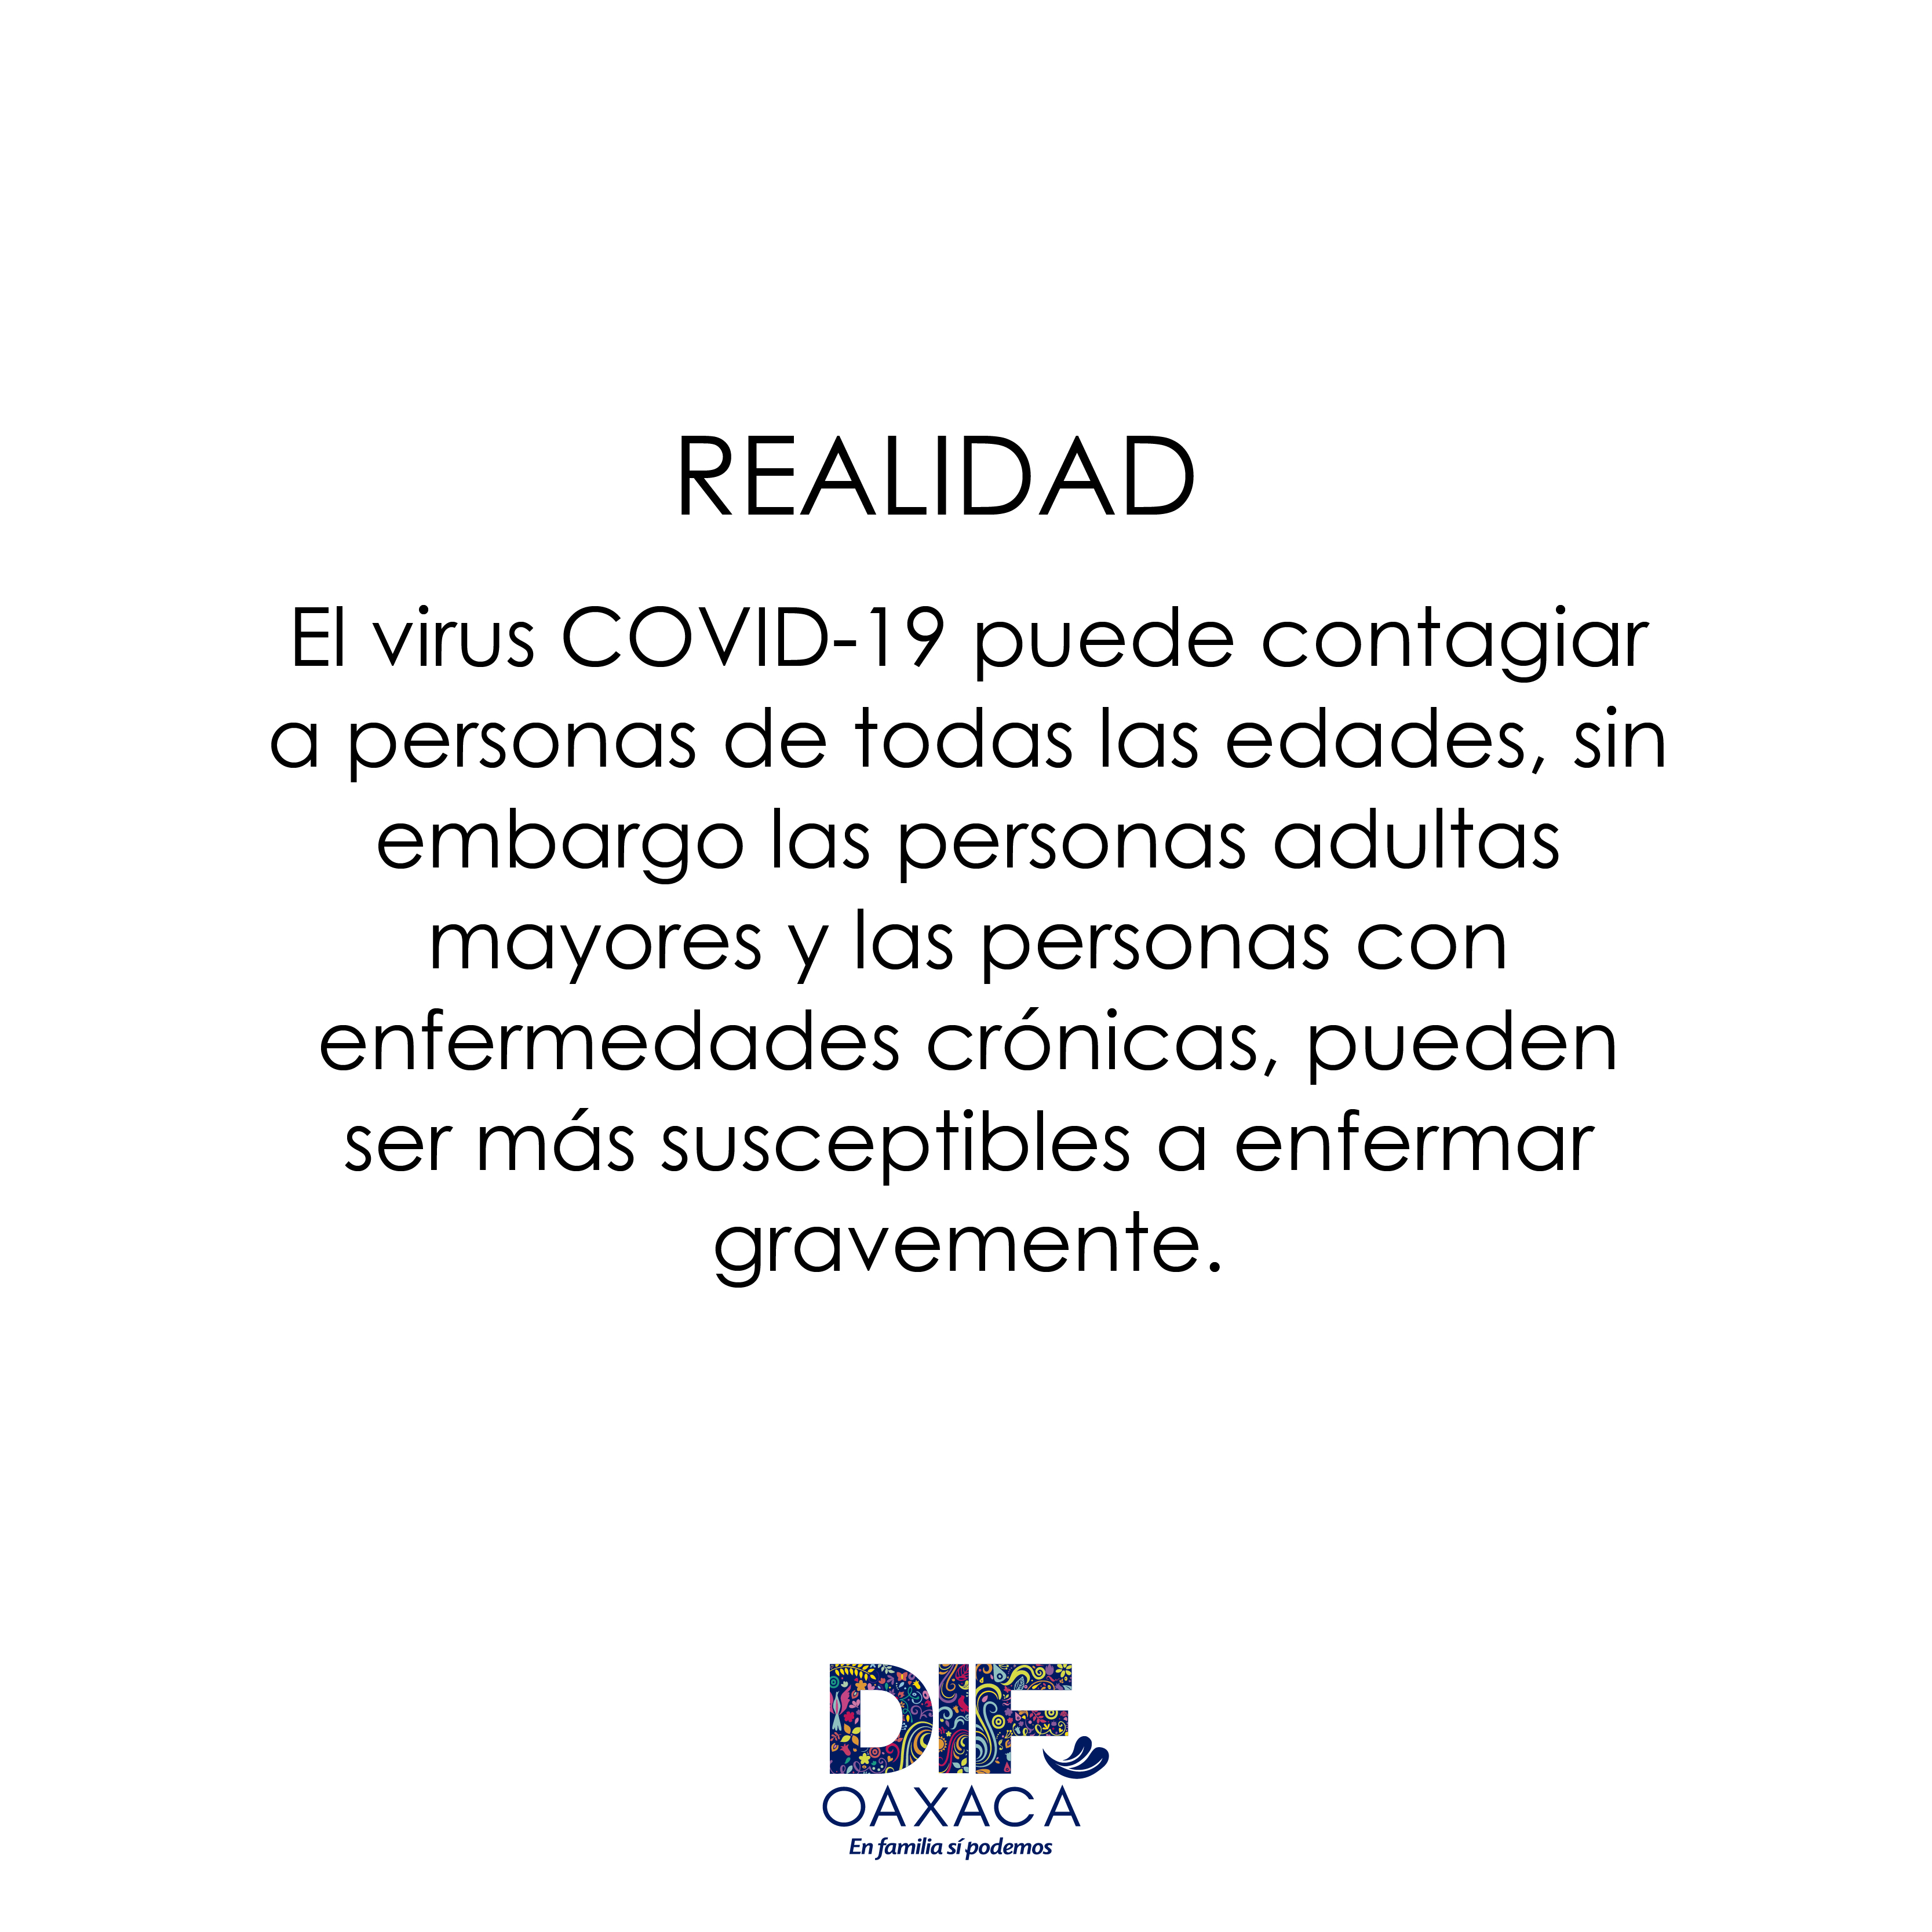 REALIDAD
El virus COVID-19 puede contagiar
a personas de todas las edades, sin
embargo las personas adultas
mayores y las personas con
enfermedades crónicas, pueden
ser más susceptibles a enfermar
gravemente.
DIF
OAXACA
En familia sí podemos